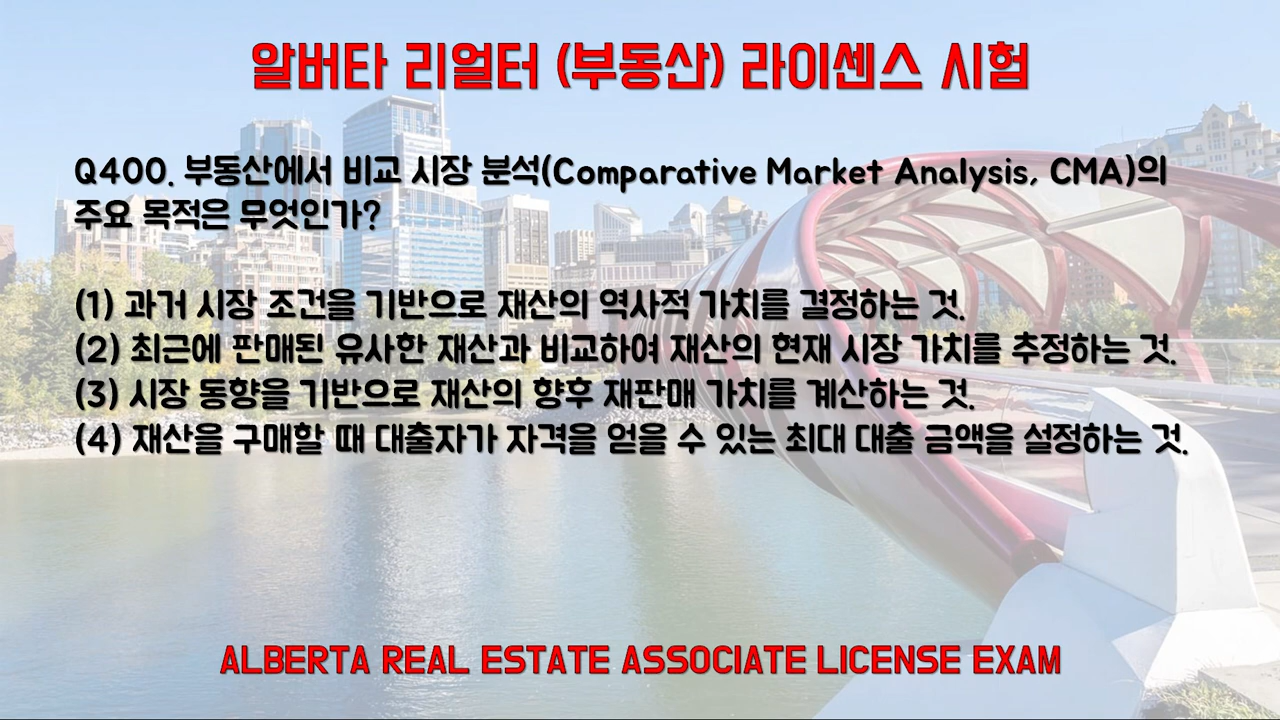 알버타 리얼터 (부동산) 라이센스 시험
Q400. 부동산에서 비교 시장 분석(Comparative Market Analysis, CMA)의
주요 목적은 무엇인가?
(1) 과거 시장 조건을 기반으로 재산의 역사적 가치를 결정하는 것.
(2) 최근에 판매된 유사한 재산과 비교하여 재산의 현재 시장 가치를 추정하는 것.
(3) 시장 동향을 기반으로 재산의 향후 재판매 가치를 계산하는 것.
(4) 재산을 구매할 때 대출자가 자격을 얻을 수 있는 최대 대출 금액을 설정하는 것.
ALBERTA REAL ESTATE ASSOCIATE LICENSE EXAM